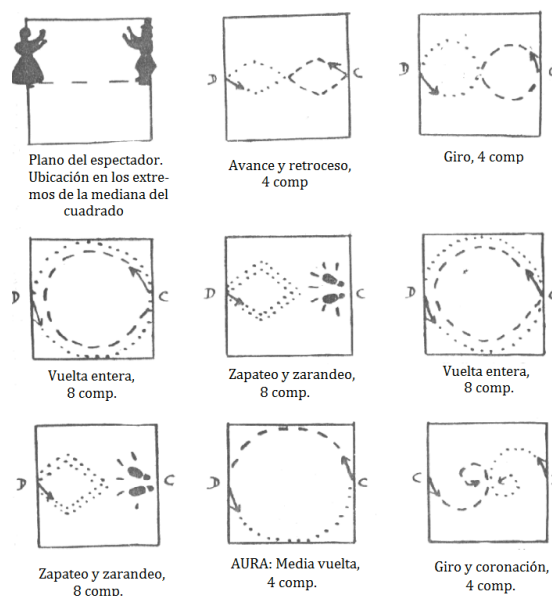 Plano del espectador.
Ubicación en los extre-
mos de la mediana del
cuadrado
D
C
Avance y retroceso,
4 comp
D
C
Giro, 4 comp
D
C
Vuelta entera,
8 comp.
D
C
Zapateo y zarandeo,
8 comp.
D
C
Vuelta entera,
8 comp.
D
C
Zapateo y zarandeo,
8 comp.
D
C
AURA: Media vuelta,
4 comp.
C
Giro y coronación,
4 comp.